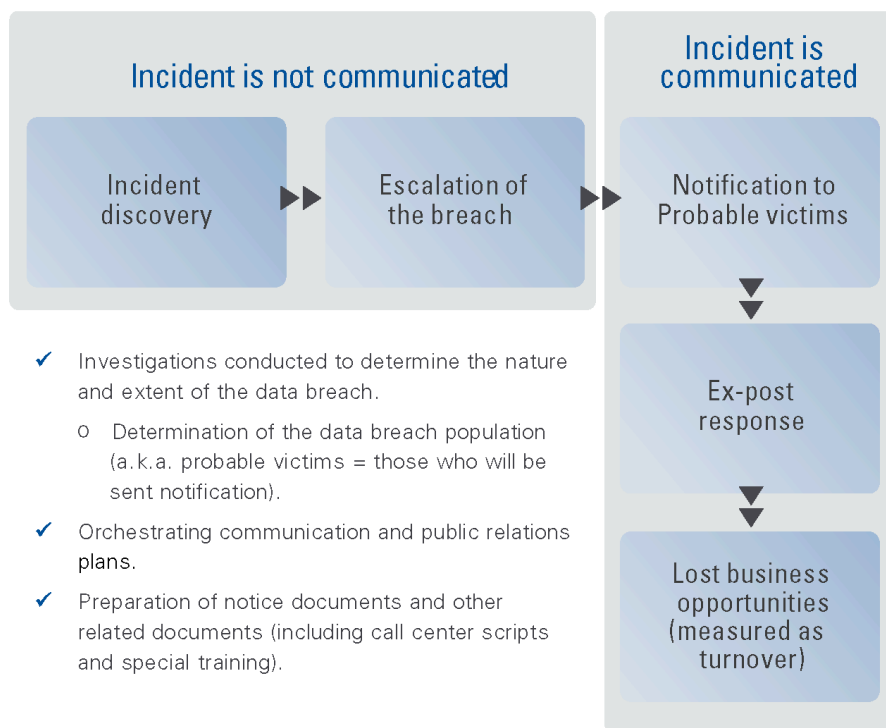 Incident is not communicated
Incident is
communicated
Incident
discovery
Escalation of
the breach
Notification to
Probable victims
✓ Investigations conducted to determine the nature
and extent of the data breach.
o Determination of the data breach population
(a.k.a. probable victims = those who will be
sent notification).
✓ Orchestrating communication and public relations
plans.
✓ Preparation of notice documents and other
related documents (including call center scripts
and special training).
Ex-post
response
Lost business
opportunities
(measured as
turnover)